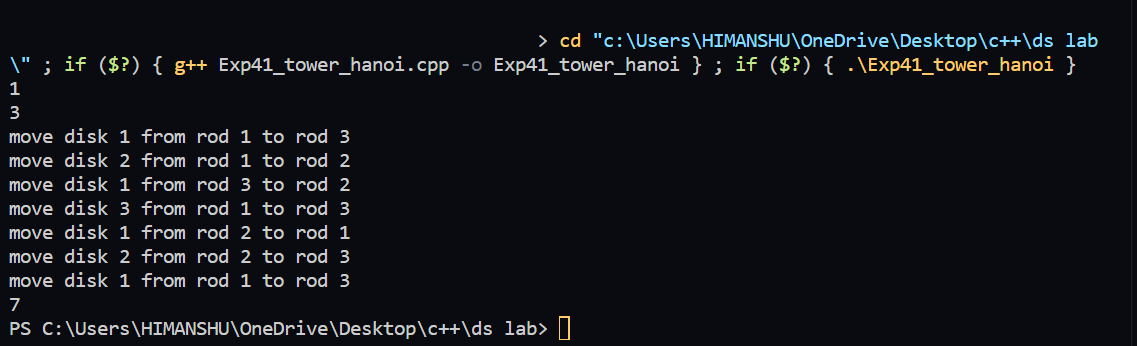 > cd "c:\Users\HIMANSHU\OneDrive\Desktop\c++\ds lab
\" ; if ($?) { g++ Exp41_tower_hanoi.cpp -o Exp41_tower_hanoi } ; if ($?) { .\Exp41_tower_hanoi }
1
3
move disk 1 from rod 1 to rod 3
move disk 2 from rod 1 to rod 2
move disk 1 from rod 3 to rod 2
move disk 3 from rod 1 to rod 3
move disk 1 from rod 2 to rod 1
move disk 2 from rod 2 to rod 3
move disk 1 from rod 1 to rod 3
7
PS C:\Users\HIMANSHU\OneDrive\Desktop\c++\ds lab>